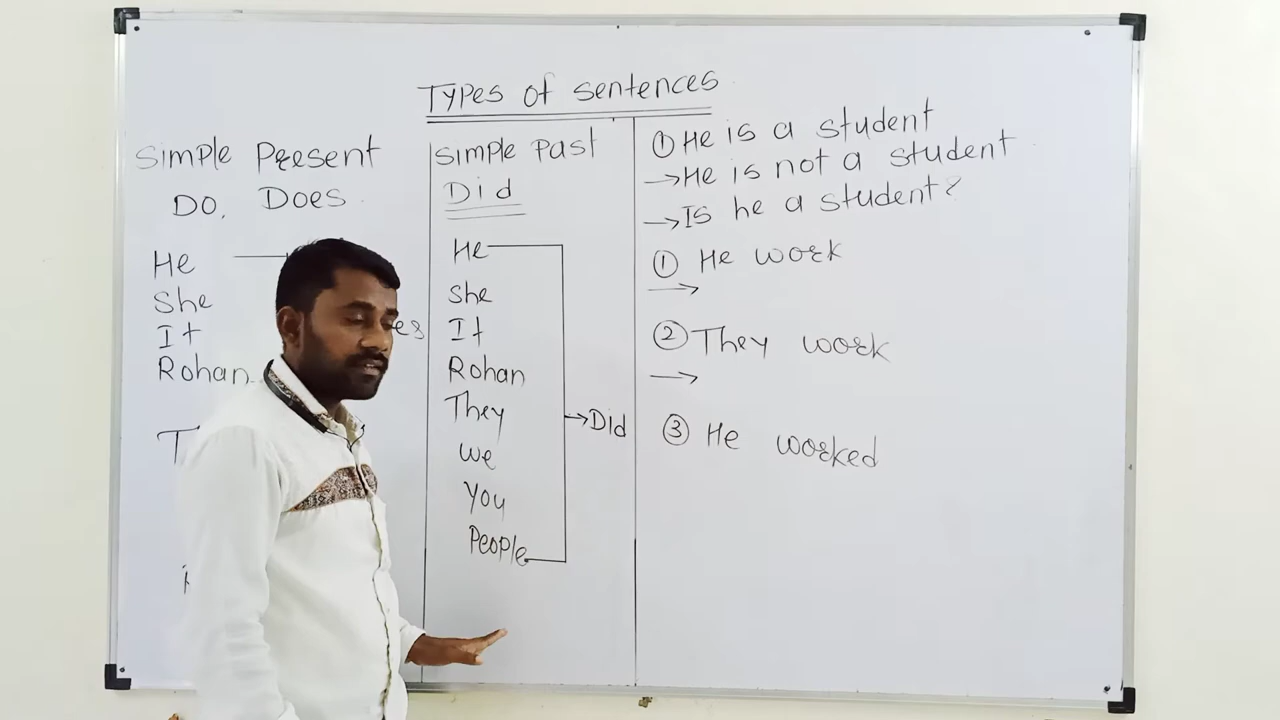 Types of sentences
Simple Present
Do, Does
He
She
It
Rohan
Simple Past
Did
He
She
It
Rohan
They
we
You
People
→Did
① He is a student
→He is not a student
→Is he a student?
① He work
→
② They work
→
③ He worked